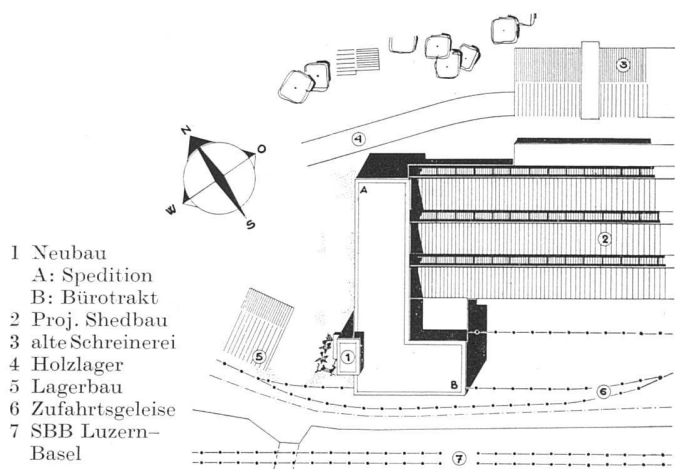 3
4
N
O
W
S
A
2
1 Neubau
A: Spedition
B: Bürotrakt
2 Proj. Shedbau
3 alte Schreinerei
4 Holzlager
5 Lagerbau
6 Zufahrtsgeleise
7 SBB Luzern–
Basel
5
1
B
6
7